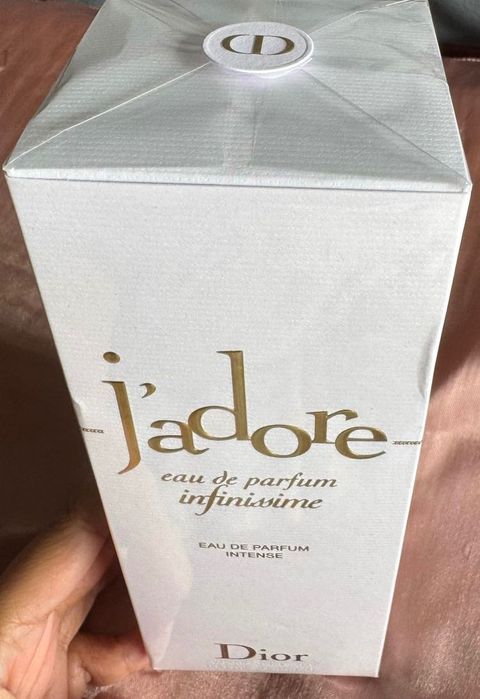 CD
j'adore
eau de parfum
infinissime
EAU DE PARFUM
INTENSE
Dior